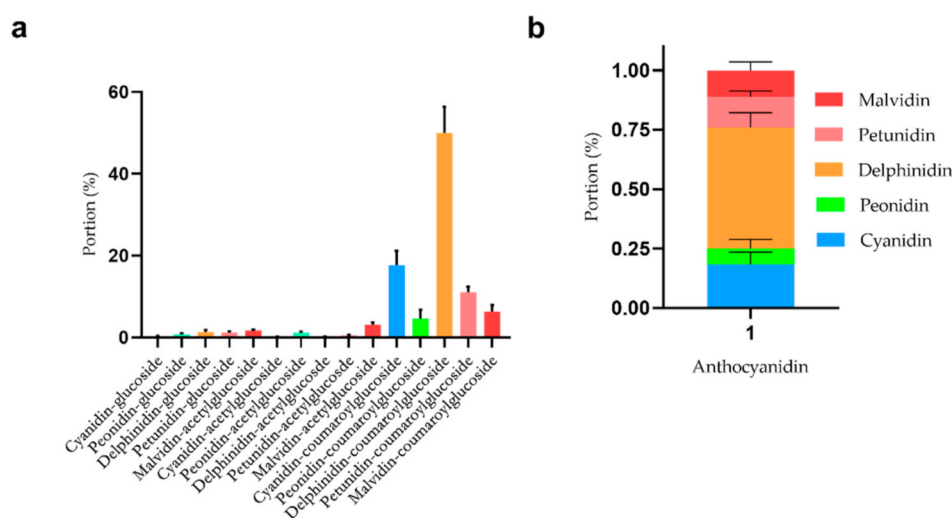 a
Portion (%)
60
40
20
0
Cyanidin-glucoside
Peonidin-glucoside
Delphinidin-glucoside
Petunidin-glucoside
Malvidin-acetylglucoside
Cyanidin-acetylglucoside
Peonidin-acetylglucoside
Delphinidin-acetylglucoside
Petunidin-acetylglucoside
Malvidin-acetylglucoside
Cyanidin-coumaroylglucoside
Peonidin-coumaroylglucoside
Delphinidin-coumaroylglucoside
Petunidin-coumaroylglucoside
Malvidin-coumaroylglucoside
b
Portion (%)
1.00
0.75
0.50
0.25
0.00
1
Anthocyanidin
Malvidin
Petunidin
Delphinidin
Peonidin
Cyanidin